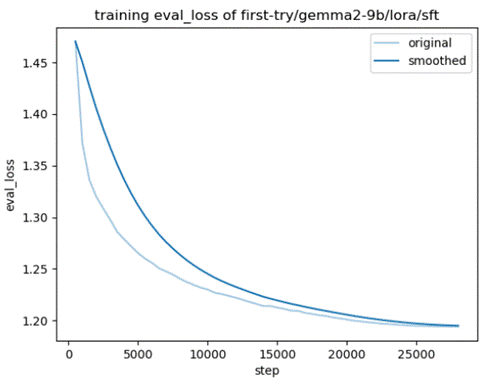 training eval_loss of first-try/gemma2-9b/lora/sft
original
smoothed
1.45
1.40
1.35
1.30
1.25
1.20
eval_loss
0 5000 10000 15000 20000 25000
step